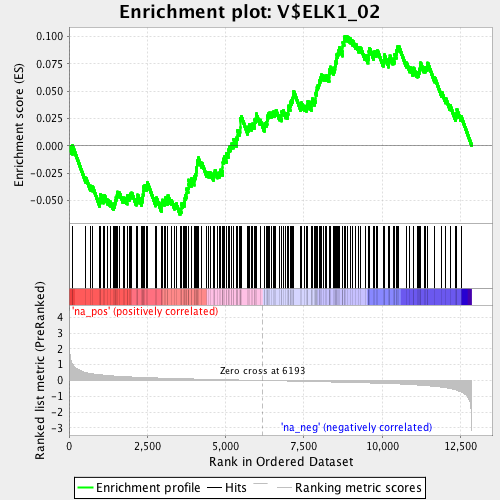 Enrichment plot: V$ELK1_02
Enrichment score (ES)
0.100
0.075
0.050
0.025
0.000
-0.025
-0.050
'na_pos' (positively correlated)
Ranked list metric (PreRanked)
4
3
2
1
0
-1
-2
-3
Zero cross at 6193
'na_neg' (negatively correlated)
0
2,500
5,000
7,500
10,000
12,500
Rank in Ordered Dataset
Enrichment profile
Hits
Ranking metric scores